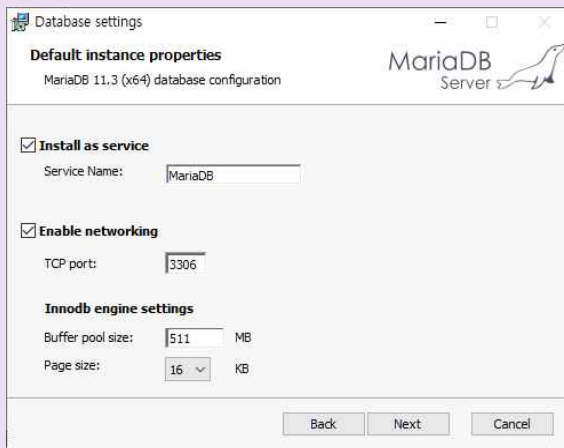 Database settings
Default instance properties
MariaDB 11.3 (x64) database configuration
MariaDB
Server
Install as service
Service Name: MariaDB
Enable networking
TCP port: 3306
Innodb engine settings
Buffer pool size: 511 MB
Page size: 16 KB
Back Next Cancel